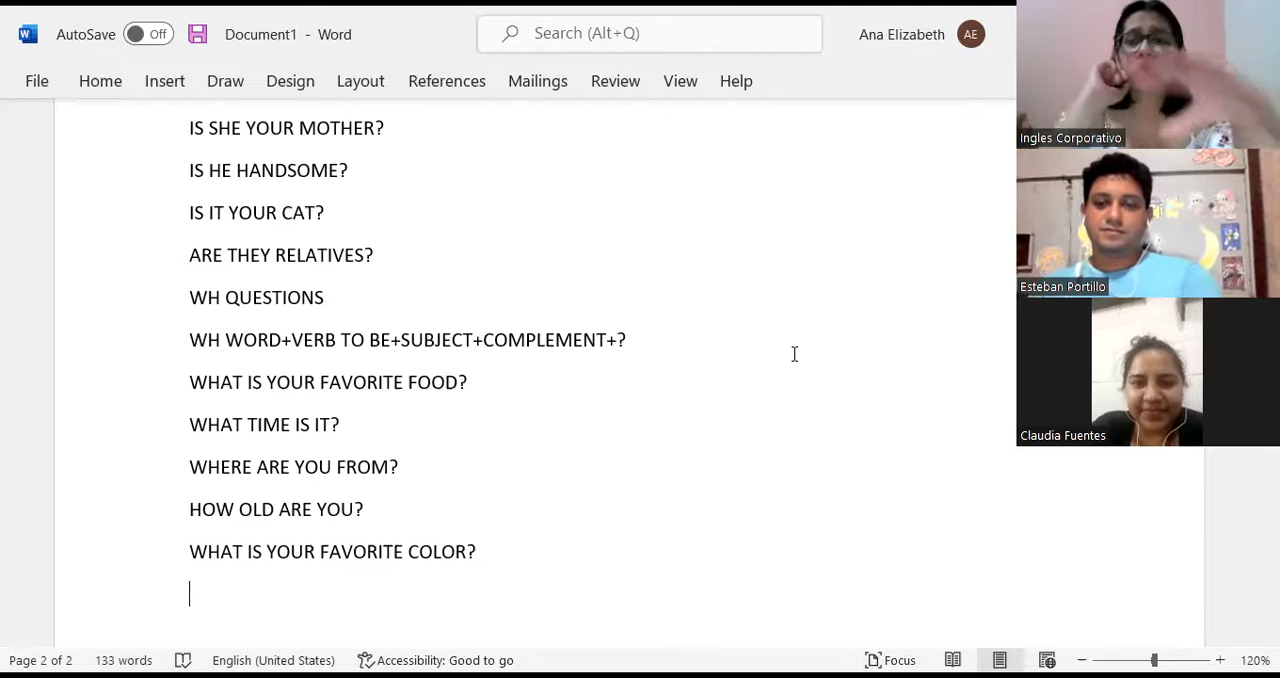 AutoSave Off Document1 - Word Search (Alt+Q) Ana Elizabeth AE
File Home Insert Draw Design Layout References Mailings Review View Help
IS SHE YOUR MOTHER?
IS HE HANDSOME?
IS IT YOUR CAT?
ARE THEY RELATIVES?
WH QUESTIONS
WH WORD+VERB TO BE+SUBJECT+COMPLEMENT+?
WHAT IS YOUR FAVORITE FOOD?
WHAT TIME IS IT?
WHERE ARE YOU FROM?
HOW OLD ARE YOU?
WHAT IS YOUR FAVORITE COLOR?
Page 2 of 2 133 words English (United States) Accessibility: Good to go Focus 120%
Ingles Corporativo
Esteban Portillo
Claudia Fuentes